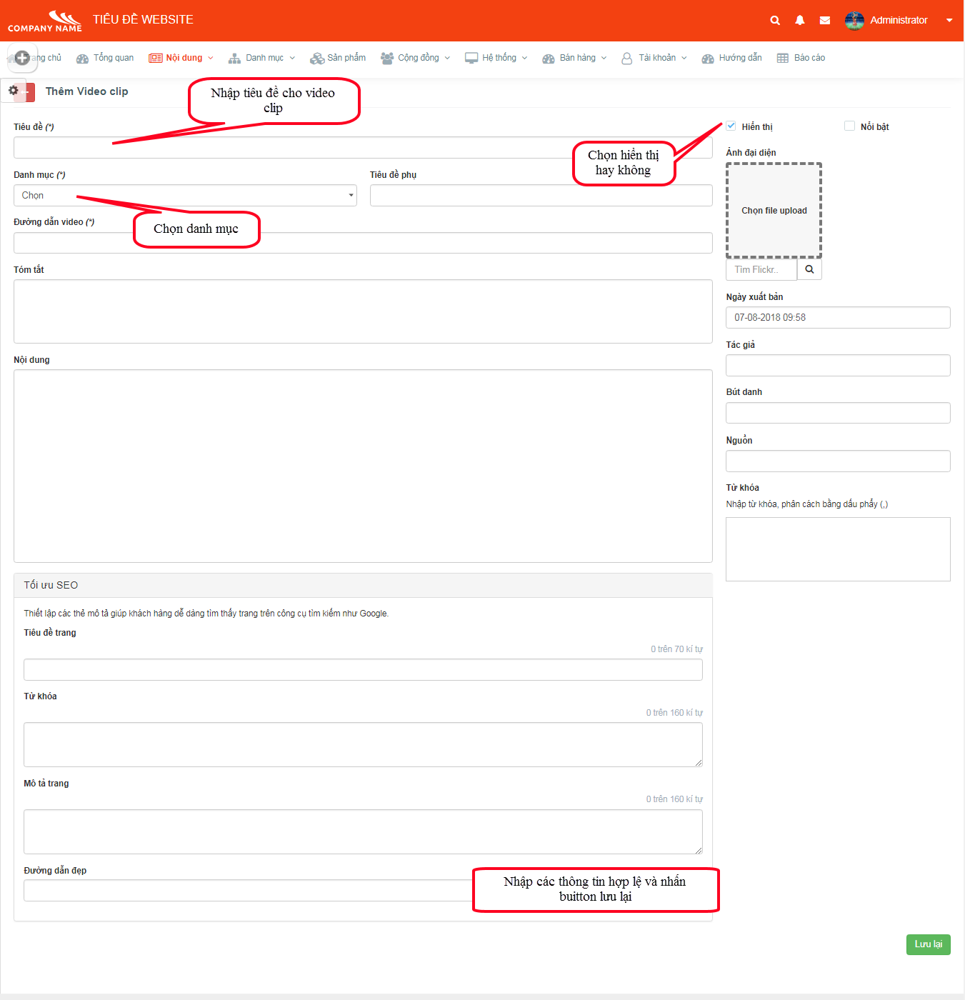 COMPANY NAME
TIÊU ĐỀ WEBSITE
Administrator
ang chủ
Tổng quan
Nội dung
Danh mục
Sản phẩm
Cộng đồng
Hệ thống
Bán hàng
Tài khoản
Hướng dẫn
Báo cáo
Thêm Video clip
Nhập tiêu đề cho video
clip
Tiêu đề (*)
Hiển thị
Nổi bật
Chọn hiển thị
hay không
Danh mục (*)
Chọn
Tiêu đề phụ
Chọn danh mục
Đường dẫn video (*)
Tóm tắt
Nội dung
Ảnh đại diện
Chọn file upload
Tìm Flickr..
Ngày xuất bản
07-08-2018 09:58
Tác giả
Bút danh
Nguồn
Từ khóa
Nhập từ khóa, phân cách bằng dấu phẩy (,)
Tối ưu SEO
Thiết lập các thẻ mô tả giúp khách hàng dễ dàng tìm thấy trang trên công cụ tìm kiếm như Google.
Tiêu đề trang
0 trên 70 kí tự
Từ khóa
0 trên 160 kí tự
Mô tả trang
0 trên 160 kí tự
Đường dẫn đẹp
Nhập các thông tin hợp lệ và nhấn
buitton lưu lại
Lưu lại